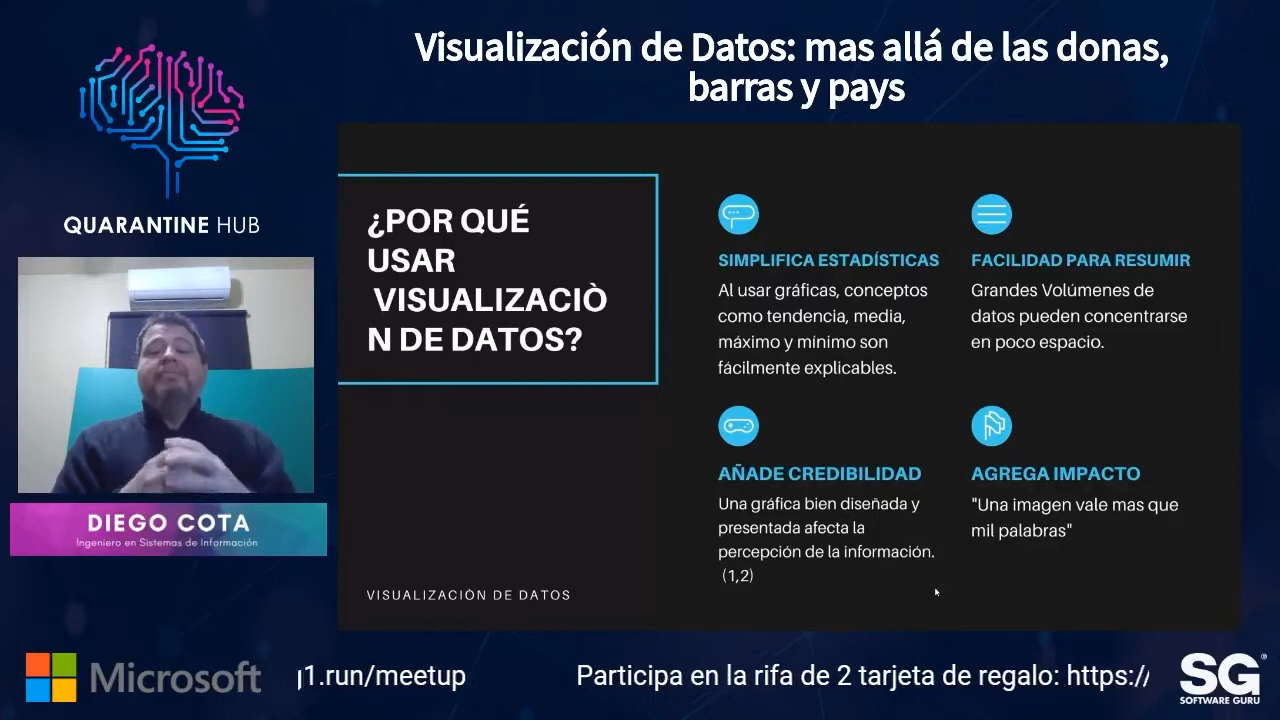 Visualización de Datos: mas allá de las donas,
barras y pays
QUARANTINE HUB
¿POR QUÉ
USAR
VISUALIZACIÒ
N DE DATOS?
SIMPLIFICA ESTADÍSTICAS
Al usar gráficas, conceptos
como tendencia, media,
máximo y mínimo son
fácilmente explicables.
FACILIDAD PARA RESUMIR
Grandes Volúmenes de
datos pueden concentrarse
en poco espacio.
AÑADE CREDIBILIDAD
Una gráfica bien diseñada y
presentada afecta la
percepción de la información.
(1,2)
AGREGA IMPACTO
"Una imagen vale mas que
mil palabras"
VISUALIZACIÒN DE DATOS
DIEGO COTA
Ingeniero en Sistemas de Información
Microsoft
g1.run/meetup
Participa en la rifa de 2 tarjeta de regalo: https://
SG
SOFTWARE GURU